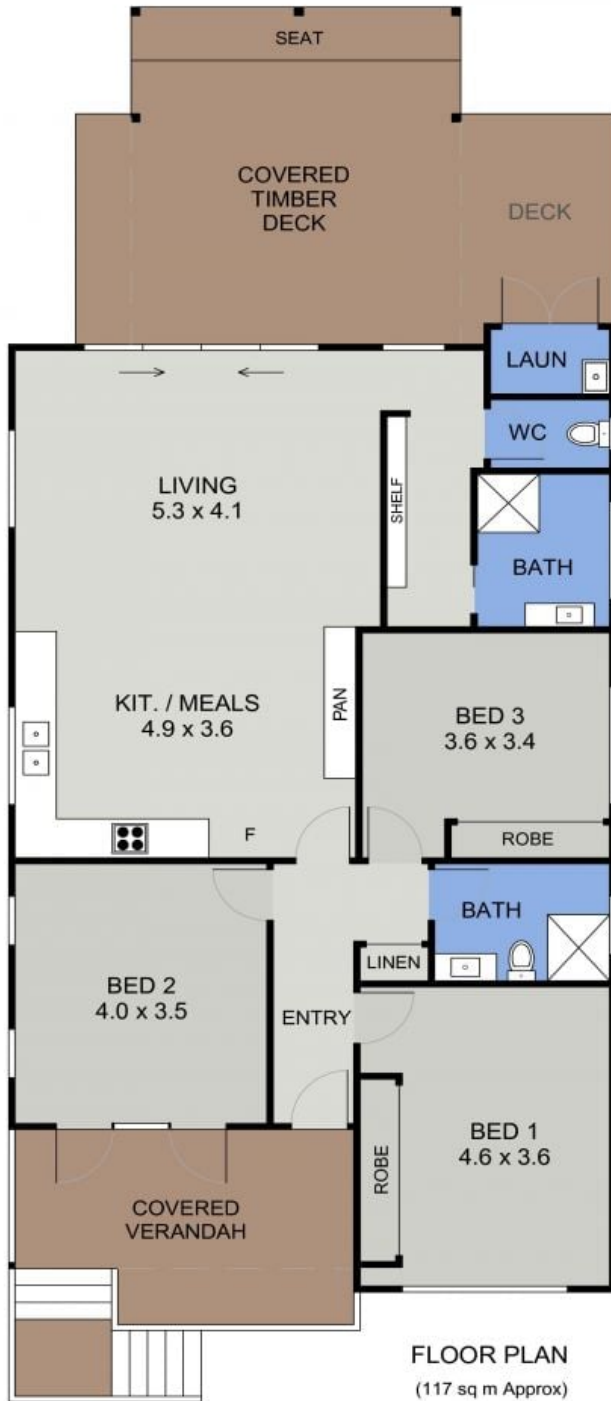 SEAT
COVERED
TIMBER
DECK
DECK
LAUN
WC
LIVING
5.3 x 4.1
SHELF
BATH
KIT. / MEALS
4.9 x 3.6
PAN
BED 3
3.6 x 3.4
F
ROBE
BATH
LINEN
BED 2
4.0 x 3.5
ENTRY
BED 1
4.6 x 3.6
ROBE
COVERED
VERANDAH
FLOOR PLAN
(117 sq m Approx)